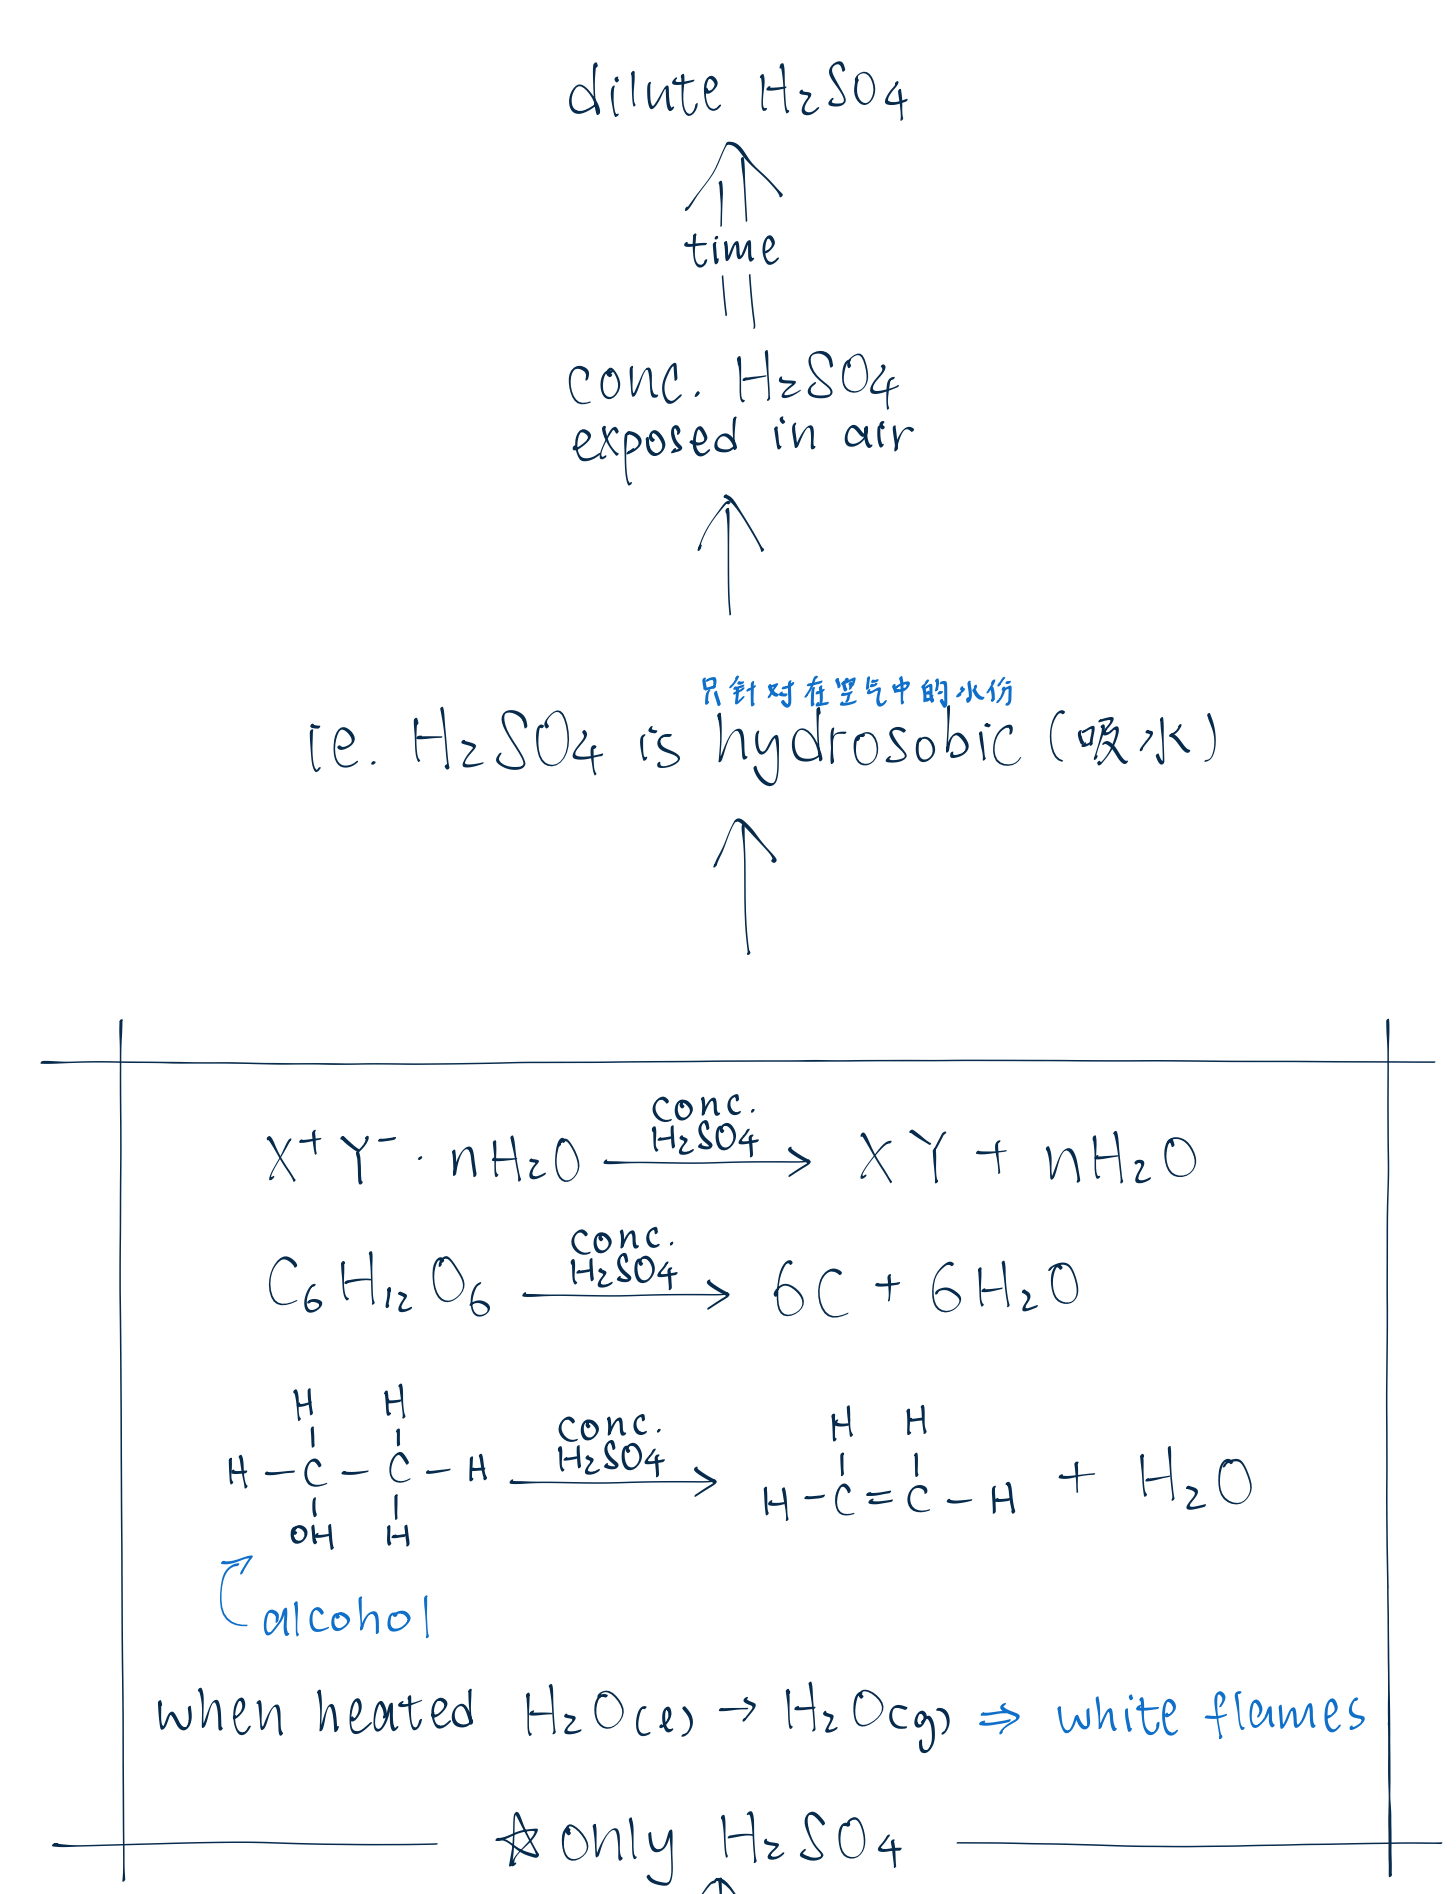 dilute H₂SO₄
time
conc. H₂SO₄
exposed in air
只针对在空气中的水份
ie. H₂SO₄ is hydrosobic (吸水)
conc.
H₂SO₄
X⁺Y⁻ · nH₂O → XY + nH₂O
conc.
H₂SO₄
C₆H₁₂O₆ → 6C + 6H₂O
H H
conc.
H₂SO₄
H H
H – C – C – H → H – C = C – H + H₂O
OH H
alcohol
when heated H₂O(l) → H₂O(g) ⇒ white flames
☆ only H₂SO₄